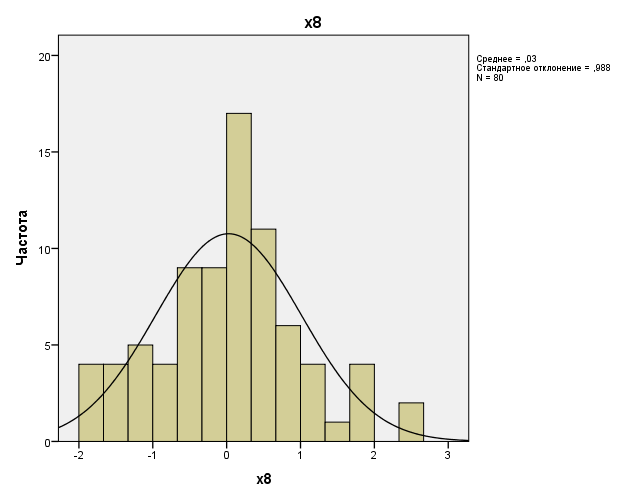 x8
Среднее = ,03
Стандартное отклонение = ,988
N = 80
20
15
10
5
0
Частота
-2 -1 0 1 2 3
x8